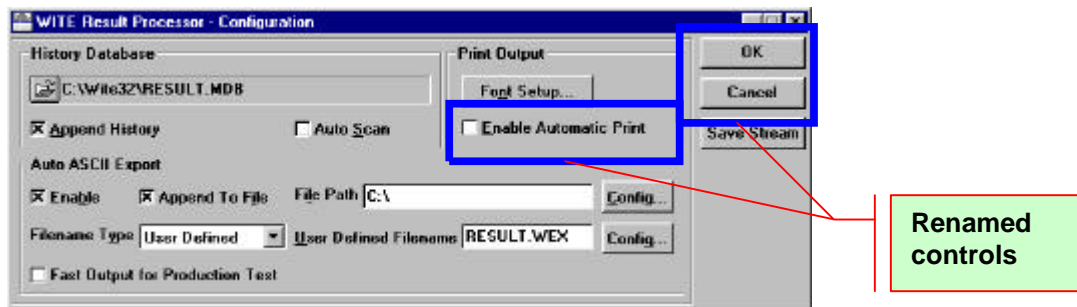 WITE Result Processor - Configuration
History Database
C:\Wite32\RESULT.MDB
Append History
Auto Scan
Print Output
Font Setup...
Enable Automatic Print
OK
Cancel
Save Stream
Auto ASCII Export
Enable
Append To File
File Path C:\
Config...
Filename Type User Defined
User Defined Filename RESULT.WEX
Config...
Fast Output for Production Test
Renamed
controls